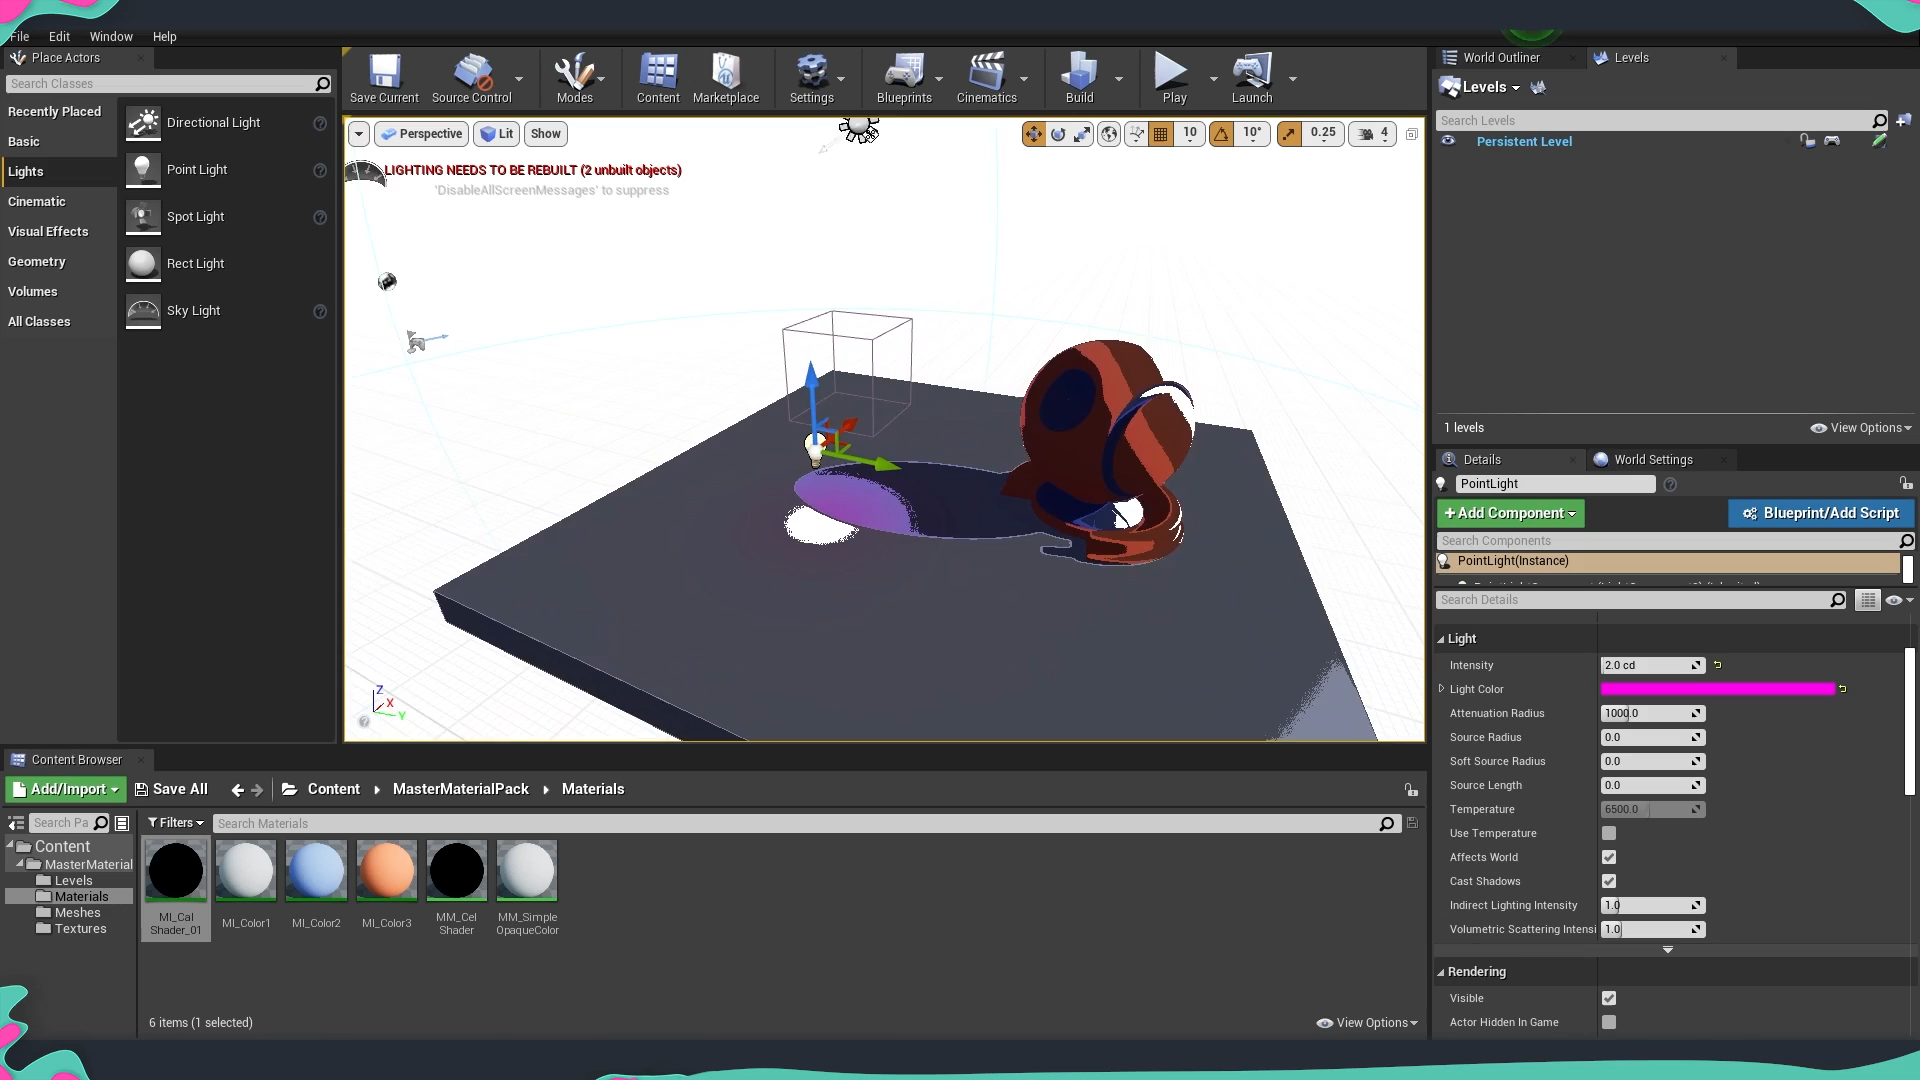 File Edit Window Help
Place Actors
Search Classes
Recently Placed
Basic
Lights
Cinematic
Visual Effects
Geometry
Volumes
All Classes
Directional Light
Point Light
Spot Light
Rect Light
Sky Light
Save Current Source Control Modes Content Marketplace Settings Blueprints Cinematics Build Play Launch
Perspective Lit Show
10 10° 0.25 4
LIGHTING NEEDS TO BE REBUILT (2 unbuilt objects)
'DisableAllScreenMessages' to suppress
Z
X
Y
World Outliner Levels
Levels
Search Levels
Persistent Level
1 levels View Options
Details World Settings
PointLight
+Add Component Blueprint/Add Script
Search Components
PointLight(Instance)
Search Details
Light
Intensity 2.0 cd
Light Color
Attenuation Radius 1000.0
Source Radius 0.0
Soft Source Radius 0.0
Source Length 0.0
Temperature 6500.0
Use Temperature
Affects World
Cast Shadows
Indirect Lighting Intensity 1.0
Volumetric Scattering Intensi 1.0
Rendering
Visible
Actor Hidden In Game
Content Browser
Add/Import Save All Content MasterMaterialPack Materials
Search Pa Filters Search Materials
Content
MasterMaterial
Levels
Materials
Meshes
Textures
MI_Cal
Shader_01
MI_Color1
MI_Color2
MI_Color3
MM_Cel
Shader
MM_Simple
OpaqueColor
6 items (1 selected) View Options